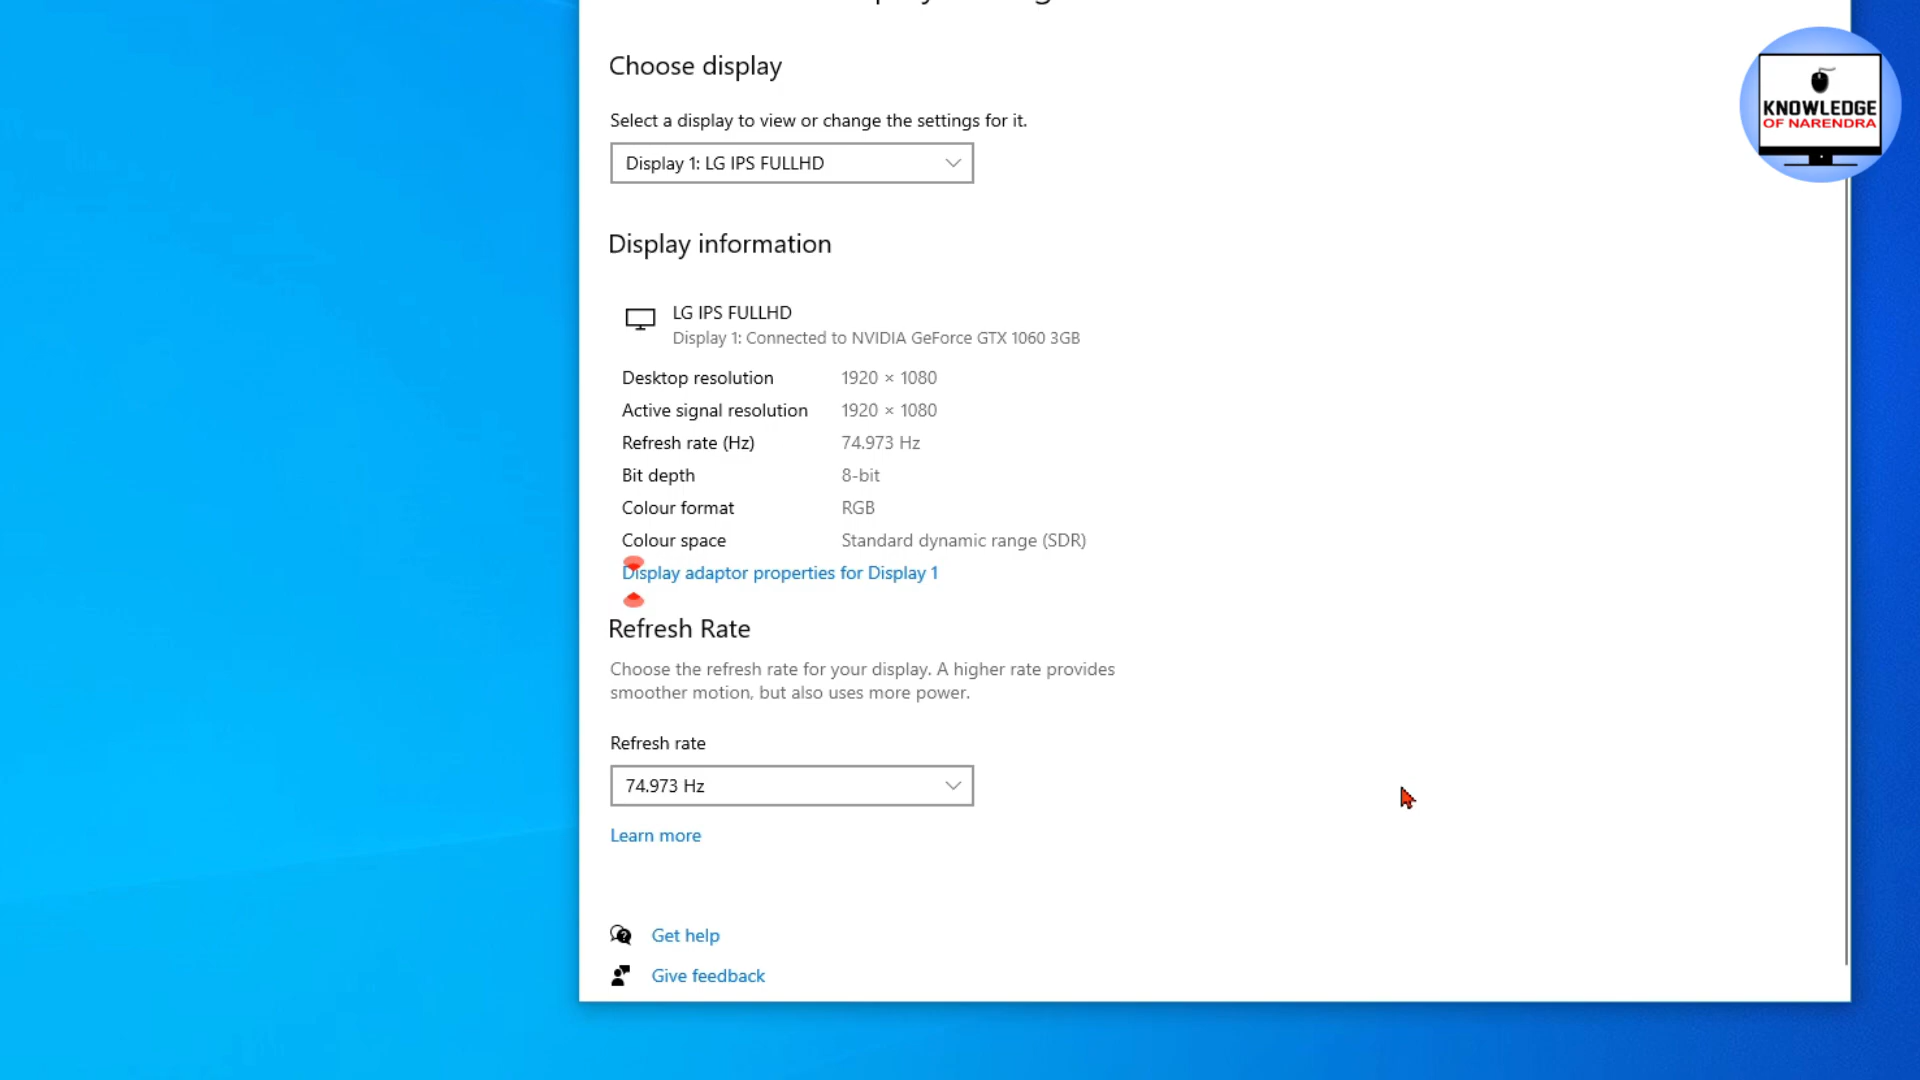 Choose display
Select a display to view or change the settings for it.
Display 1: LG IPS FULLHD
KNOWLEDGE
OF NARENDRA
Display information
LG IPS FULLHD
Display 1: Connected to NVIDIA GeForce GTX 1060 3GB
Desktop resolution 1920 × 1080
Active signal resolution 1920 × 1080
Refresh rate (Hz) 74.973 Hz
Bit depth 8-bit
Colour format RGB
Colour space Standard dynamic range (SDR)
Display adaptor properties for Display 1
Refresh Rate
Choose the refresh rate for your display. A higher rate provides
smoother motion, but also uses more power.
Refresh rate
74.973 Hz
Learn more
Get help
Give feedback